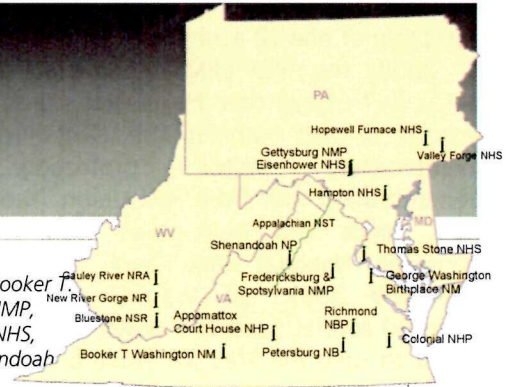 PA
Hopewell Furnace NHS
Valley Forge NHS
Gettysburg NMP
Eisenhower NHS
Hampton NHS
MD
Appalachian NST
WV
Shenandoah NP
Thomas Stone NHS
Gauley River NRA
Fredericksburg &
Spotsylvania NMP
George Washington
Birthplace NM
New River Gorge NR
VA
Bluestone NSR
Appomattox
Court House NHP
Richmond
NBP
Colonial NHP
Booker T Washington NM
Petersburg NB
ooker T.
MP,
NHS,
ndoah